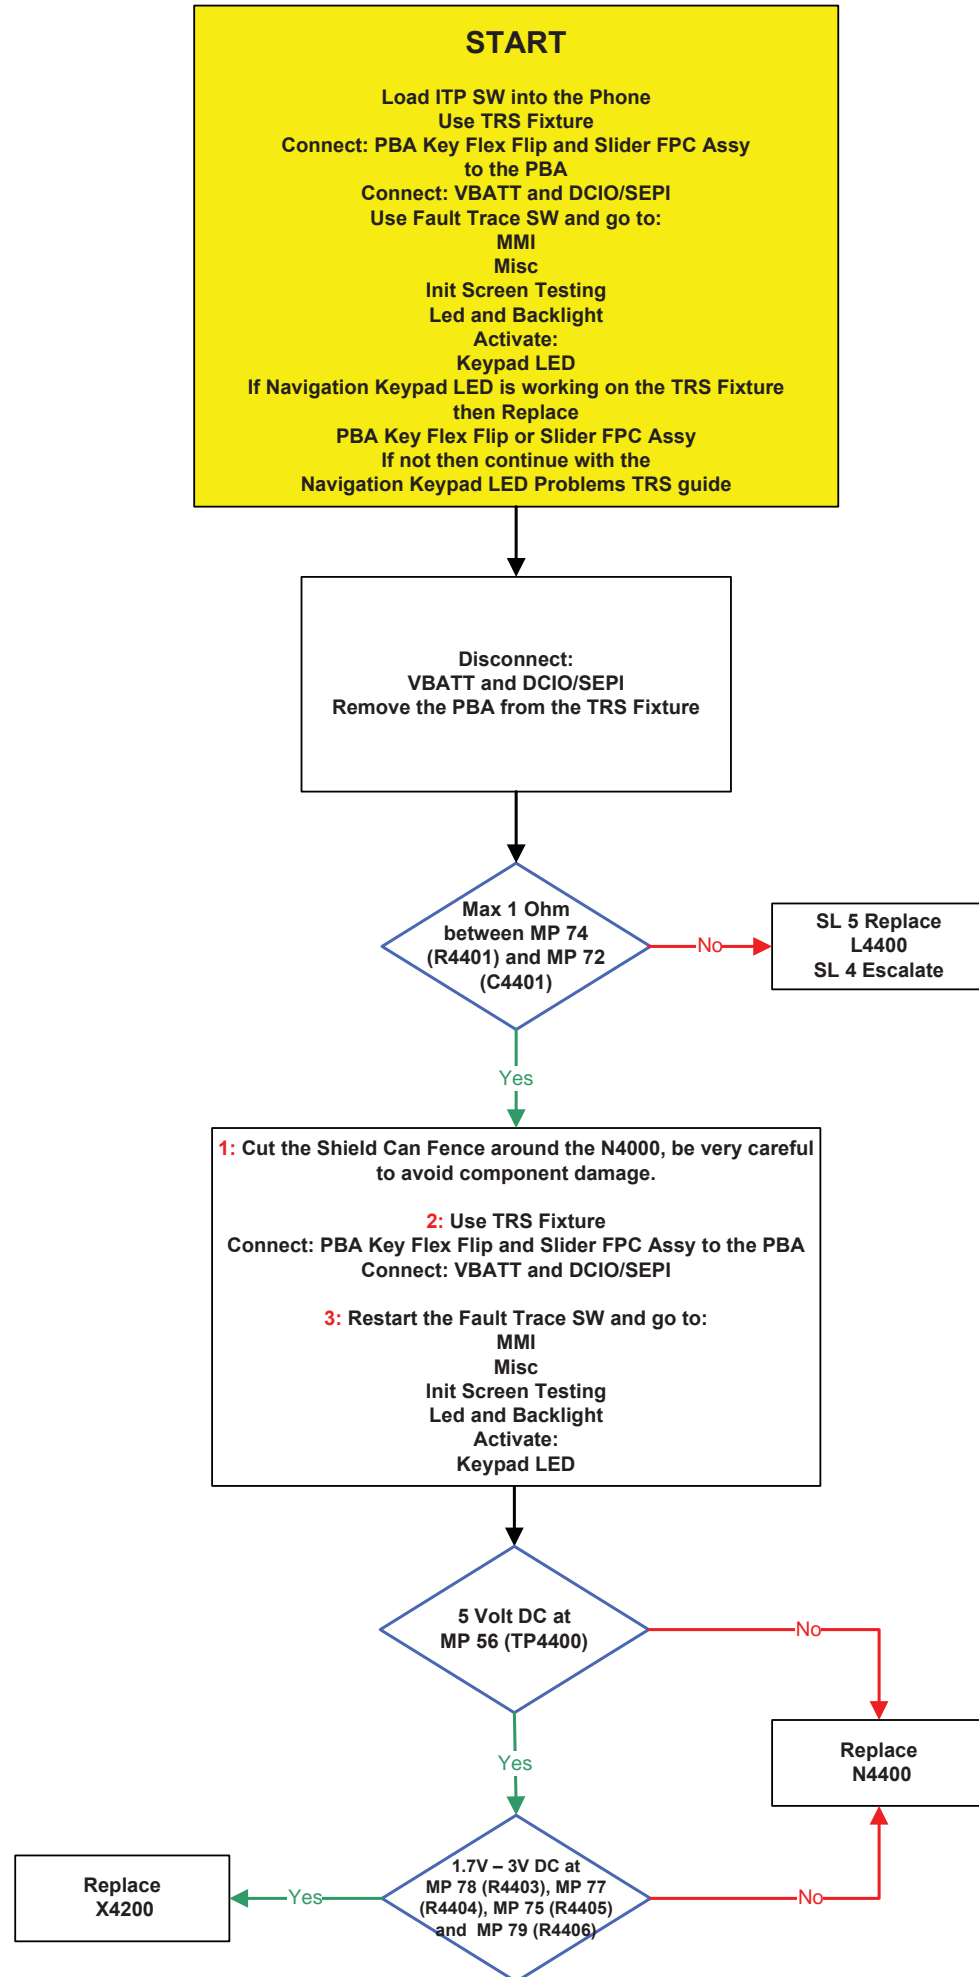 START
Load ITP SW into the Phone
Use TRS Fixture
Connect: PBA Key Flex Flip and Slider FPC Assy
to the PBA
Connect: VBATT and DCIO/SEPI
Use Fault Trace SW and go to:
MMI
Misc
Init Screen Testing
Led and Backlight
Activate:
Keypad LED
If Navigation Keypad LED is working on the TRS Fixture
then Replace
PBA Key Flex Flip or Slider FPC Assy
If not then continue with the
Navigation Keypad LED Problems TRS guide
Disconnect:
VBATT and DCIO/SEPI
Remove the PBA from the TRS Fixture
Max 1 Ohm
between MP 74
(R4401) and MP 72
(C4401)
No
SL 5 Replace
L4400
SL 4 Escalate
Yes
1: Cut the Shield Can Fence around the N4000, be very careful
to avoid component damage.
2: Use TRS Fixture
Connect: PBA Key Flex Flip and Slider FPC Assy to the PBA
Connect: VBATT and DCIO/SEPI
3: Restart the Fault Trace SW and go to:
MMI
Misc
Init Screen Testing
Led and Backlight
Activate:
Keypad LED
5 Volt DC at
MP 56 (TP4400)
No
Yes
Replace
N4400
1.7V – 3V DC at
MP 78 (R4403), MP 77
(R4404), MP 75 (R4405)
and MP 79 (R4406)
Yes
No
Replace
X4200